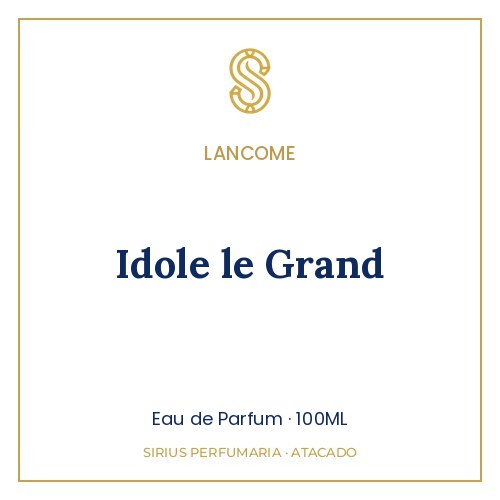 LANCOME
Idole le Grand
Eau de Parfum · 100ML
SIRIUS PERFUMARIA · ATACADO